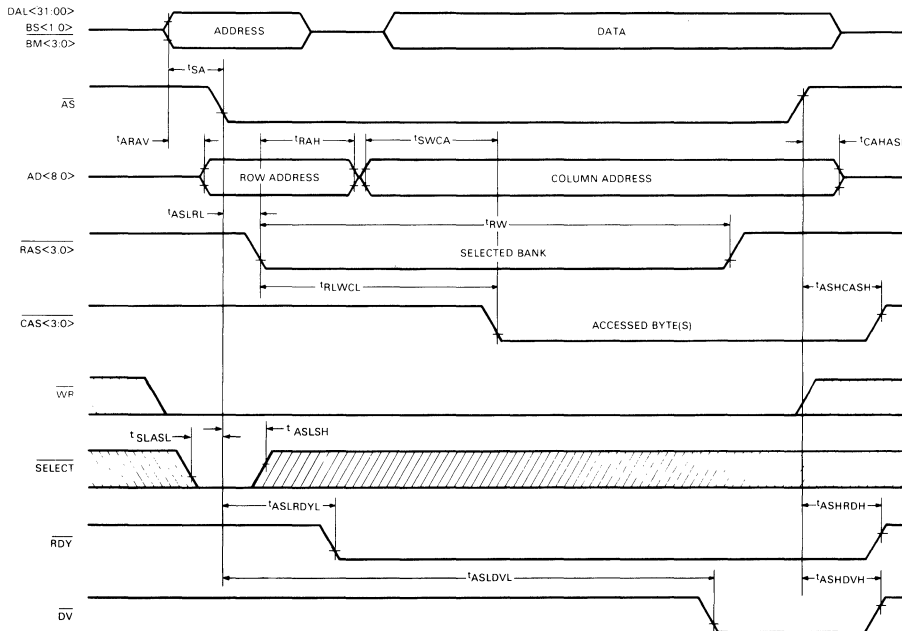 DAL<31:00>
BS<1 0>
BM<3:0>
ADDRESS
DATA
tSA
AS
tARAV
tRAH
tSWCA
tCAHAS
AD<8 0>
ROW ADDRESS
COLUMN ADDRESS
tASLRL
tRW
RAS<3:0>
SELECTED BANK
tRLWCL
tASHCASH
CAS<3:0>
ACCESSED BYTE(S)
WR
tSLASL
tASLSH
SELECT
tASLRDYL
tASHRDH
RDY
tASLDVL
tASHDVH
DV